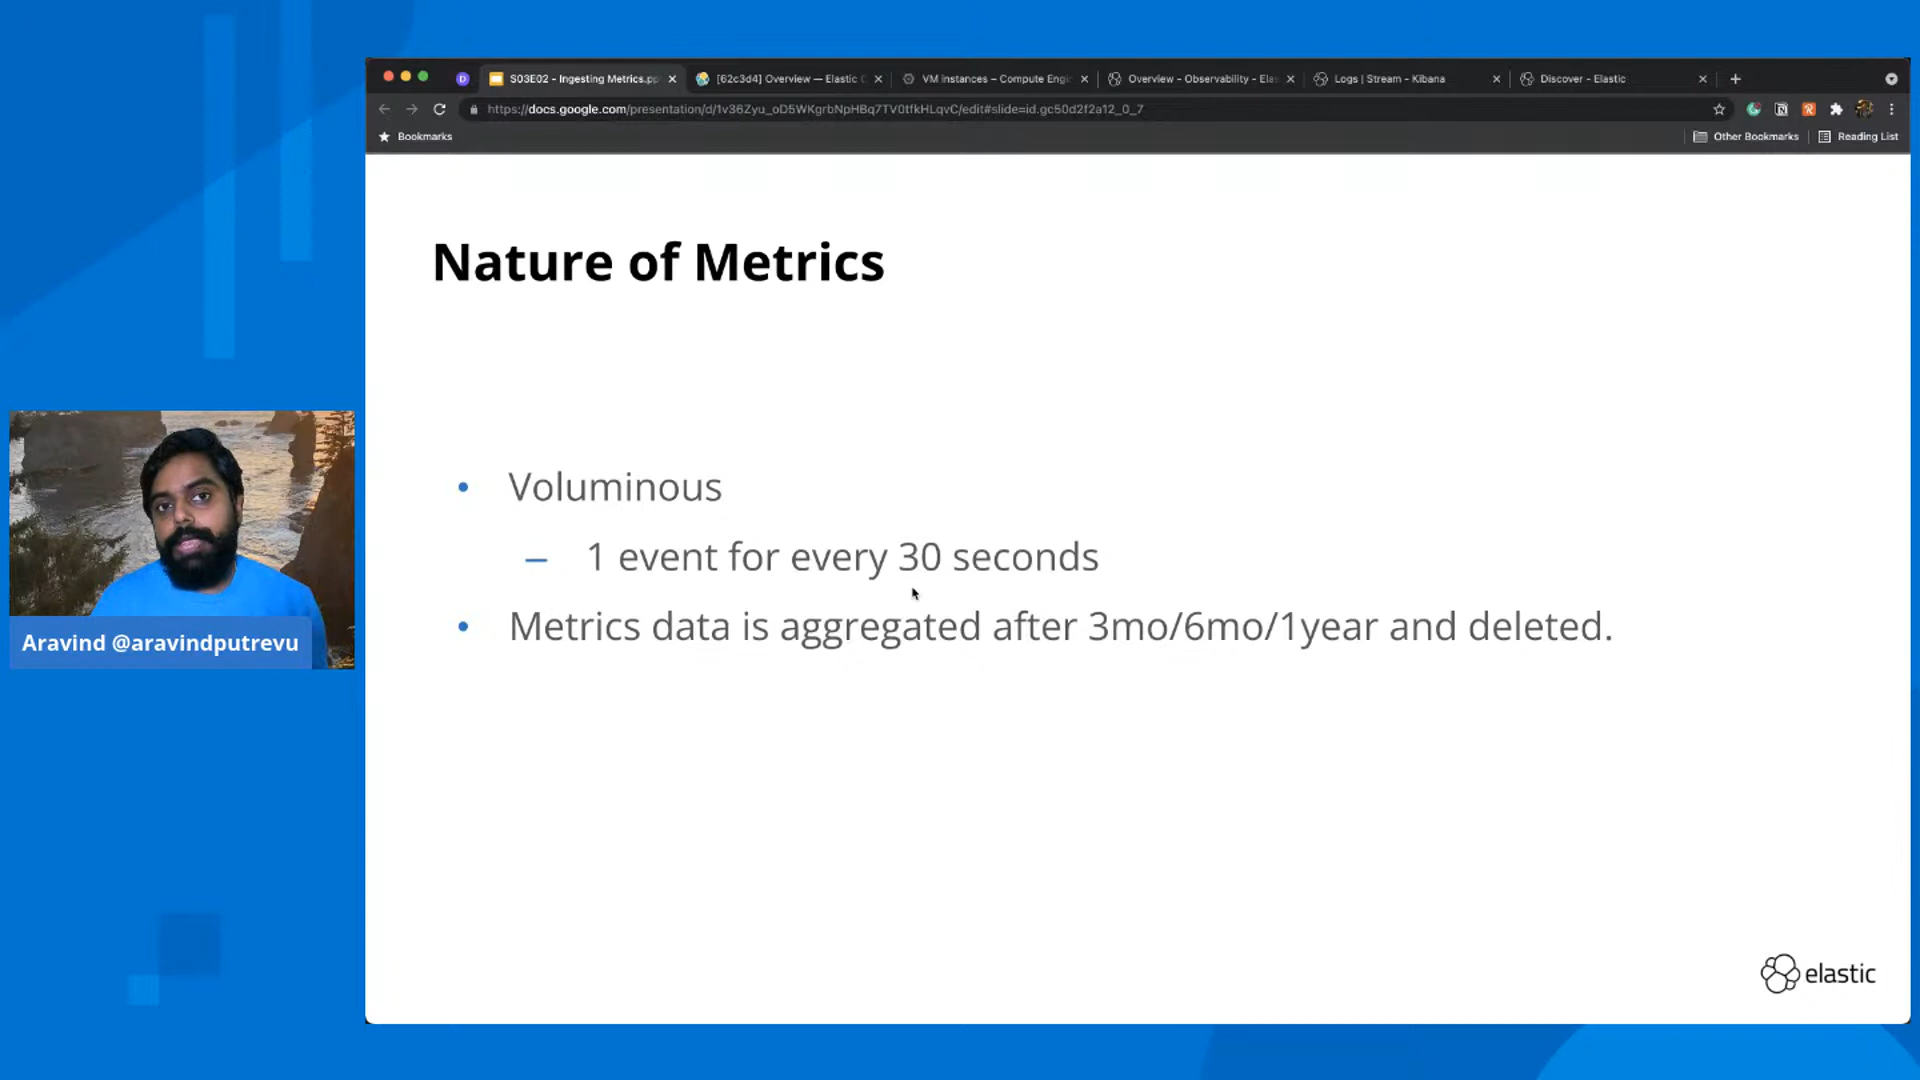 D
S03E02 - Ingesting Metrics.pp
[62c3d4] Overview — Elastic C
VM instances – Compute Engi
Overview - Observability - Elas
Logs | Stream - Kibana
Discover - Elastic
https://docs.google.com/presentation/d/1v36Zyu_oD5WKgrbNpHBq7TV0tfkHLqvC/edit#slide=id.gc50d2f2a12_0_7
Bookmarks
Other Bookmarks
Reading List
Nature of Metrics
• Voluminous
– 1 event for every 30 seconds
• Metrics data is aggregated after 3mo/6mo/1year and deleted.
Aravind @aravindputrevu
elastic